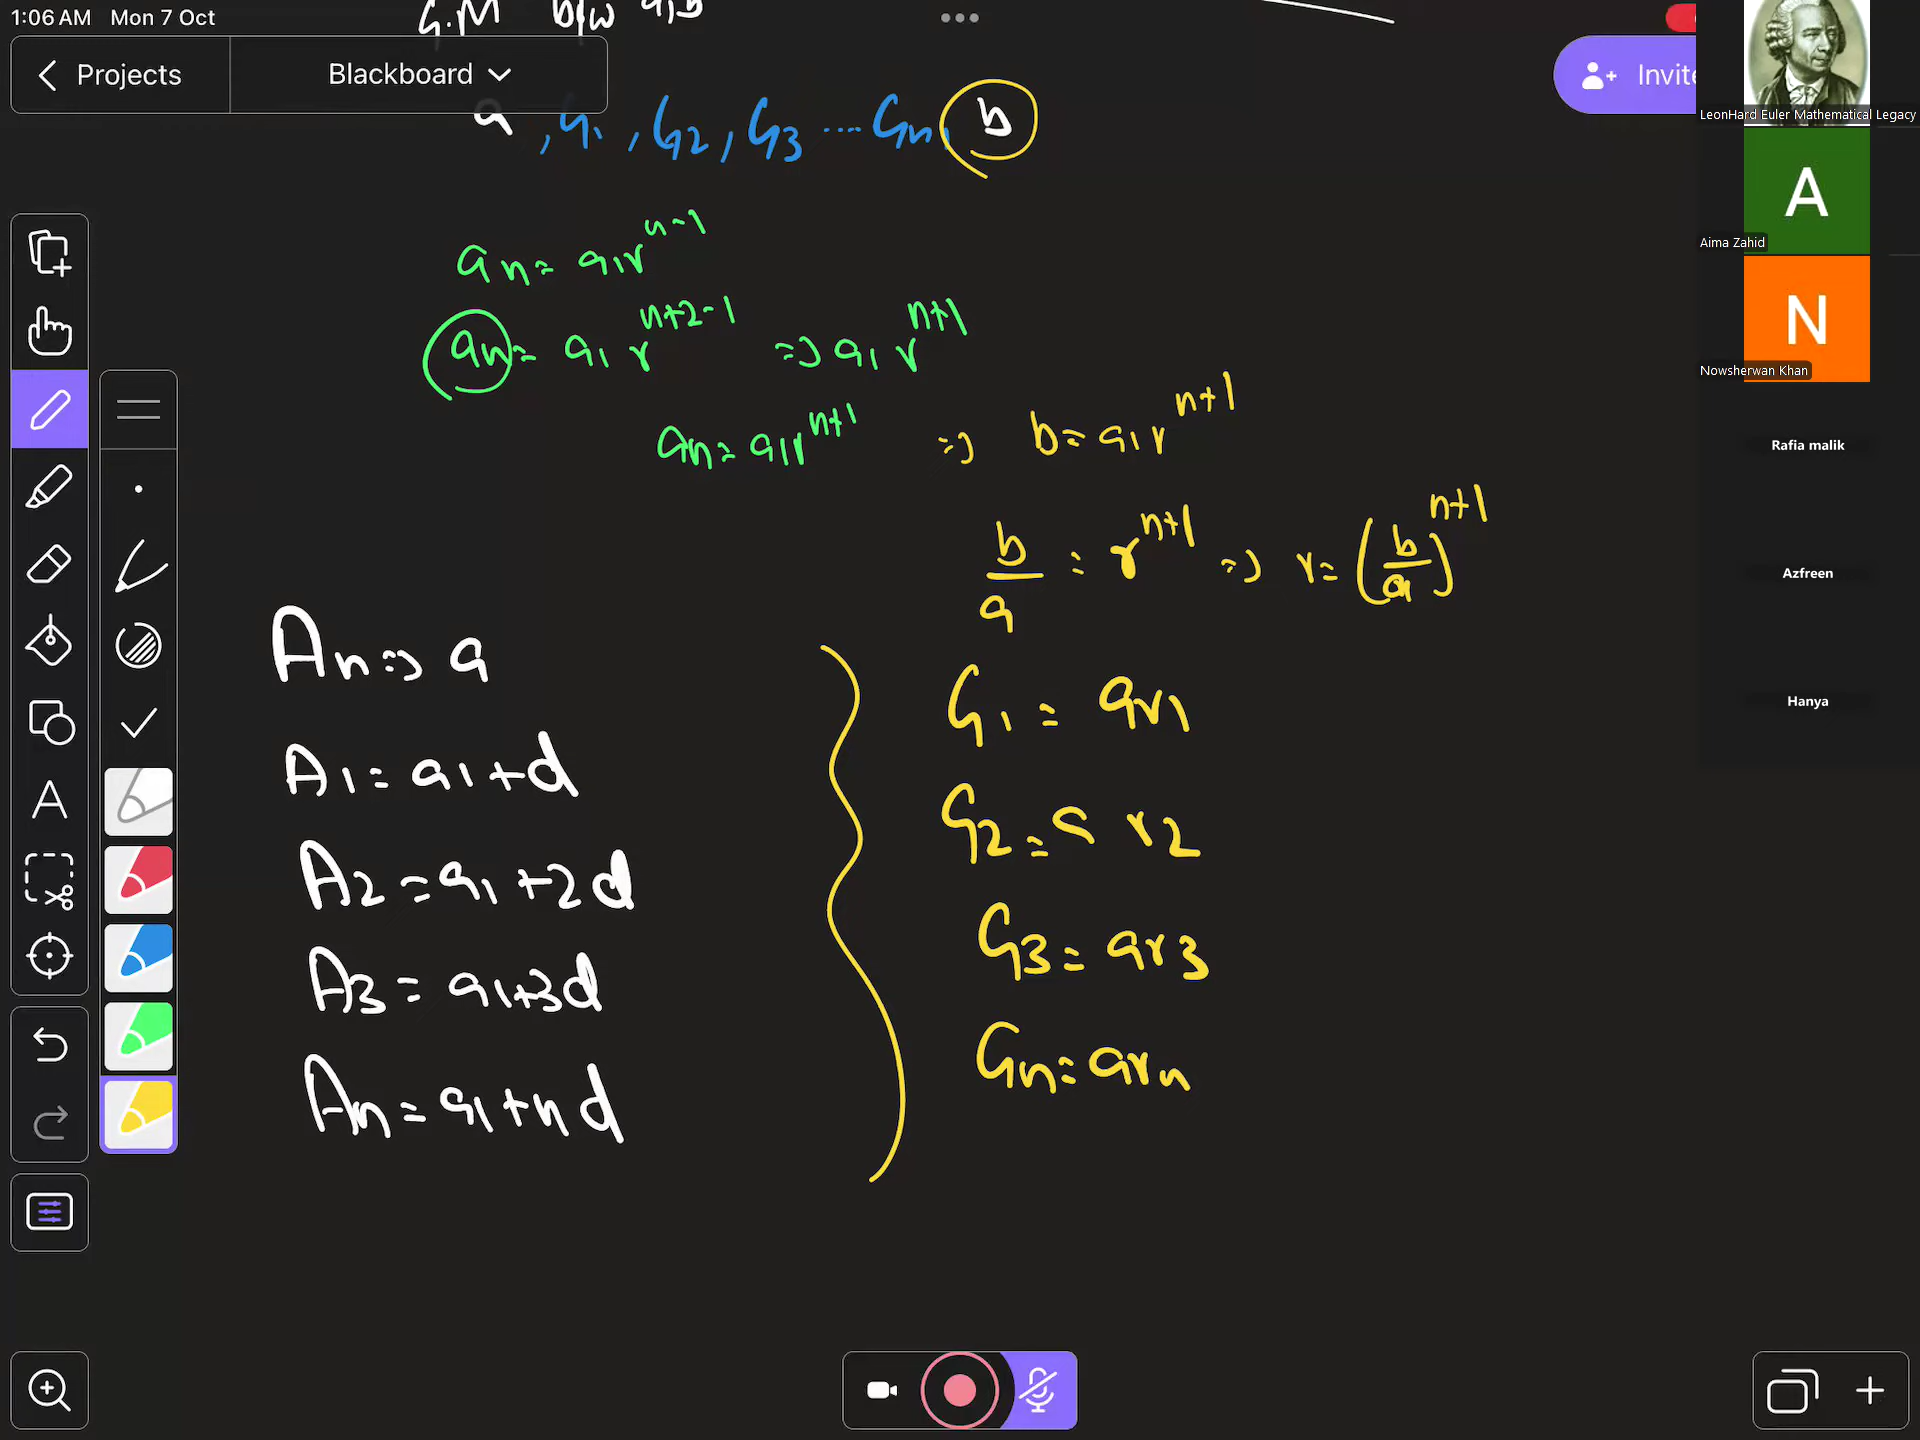 1:06 AM Mon 7 Oct
G.M b/w a,b
Projects
Blackboard
Invite
a, G1, G2, G3 .... Gn, b
an = a1r^n-1
an = a1 r^n+2-1 => a1 r^n+1
an = a1r^n+1 => b = a1r^n+1
b/a = r^n+1 => r = (b/a)^n+1
An => a
A1 = a1+d
A2 = a1+2d
A3 = a1+3d
An = a1+nd
G1 = ar1
G2 = a r2
G3 = ar3
Gn = arn
A
LeonHard Euler Mathematical Legacy
A
Aima Zahid
N
Nowsherwan Khan
Rafia malik
Azfreen
Hanya